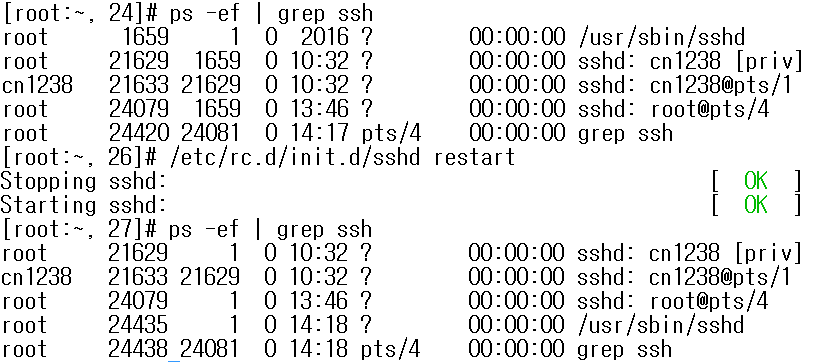 [root:~, 24]# ps -ef | grep ssh
root      1659     1  0  2016 ?        00:00:00 /usr/sbin/sshd
root     21629  1659  0 10:32 ?        00:00:00 sshd: cn1238 [priv]
cn1238   21633 21629  0 10:32 ?        00:00:00 sshd: cn1238@pts/1
root     24079  1659  0 13:46 ?        00:00:00 sshd: root@pts/4
root     24420 24081  0 14:17 pts/4    00:00:00 grep ssh
[root:~, 26]# /etc/rc.d/init.d/sshd restart
Stopping sshd:                                             [  OK  ]
Starting sshd:                                             [  OK  ]
[root:~, 27]# ps -ef | grep ssh
root     21629     1  0 10:32 ?        00:00:00 sshd: cn1238 [priv]
cn1238   21633 21629  0 10:32 ?        00:00:00 sshd: cn1238@pts/1
root     24079     1  0 13:46 ?        00:00:00 sshd: root@pts/4
root     24435     1  0 14:18 ?        00:00:00 /usr/sbin/sshd
root     24438 24081  0 14:18 pts/4    00:00:00 grep ssh